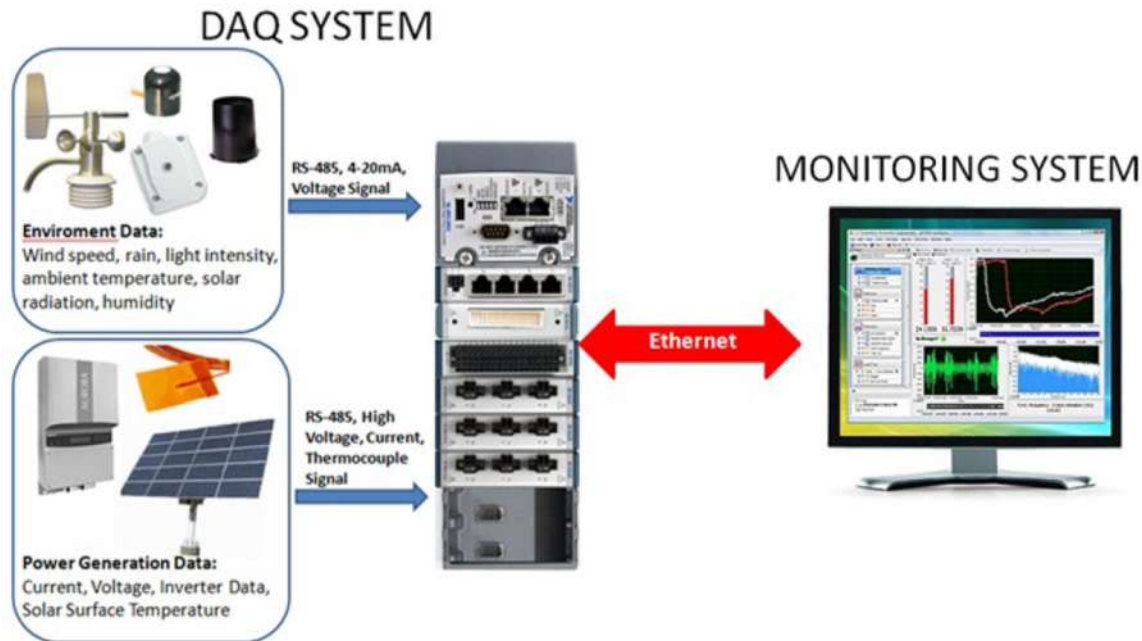 DAQ SYSTEM
Enviroment Data:
Wind speed, rain, light intensity,
ambient temperature, solar
radiation, humidity
RS-485, 4-20mA,
Voltage Signal
AURORA
Power Generation Data:
Current, Voltage, Inverter Data,
Solar Surface Temperature
RS-485, High
Voltage, Current,
Thermocouple
Signal
Ethernet
MONITORING SYSTEM